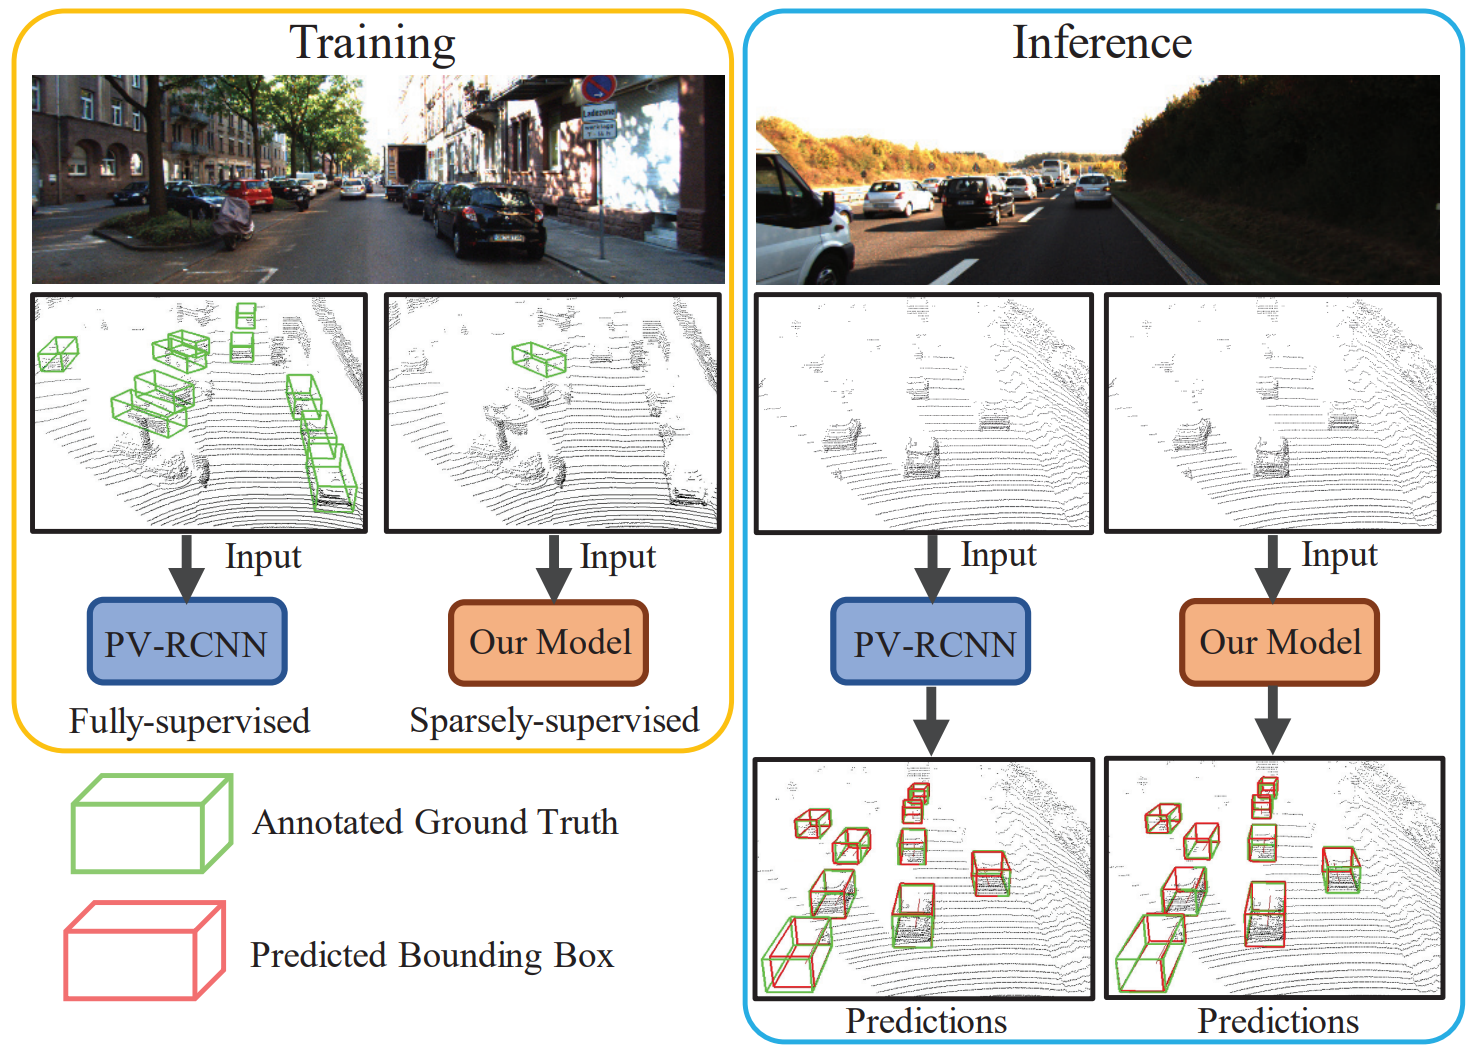 Training
Inference
Ladezone
Input
Input
Input
Input
PV-RCNN
Our Model
PV-RCNN
Our Model
Fully-supervised
Sparsely-supervised
Annotated Ground Truth
Predicted Bounding Box
Predictions
Predictions